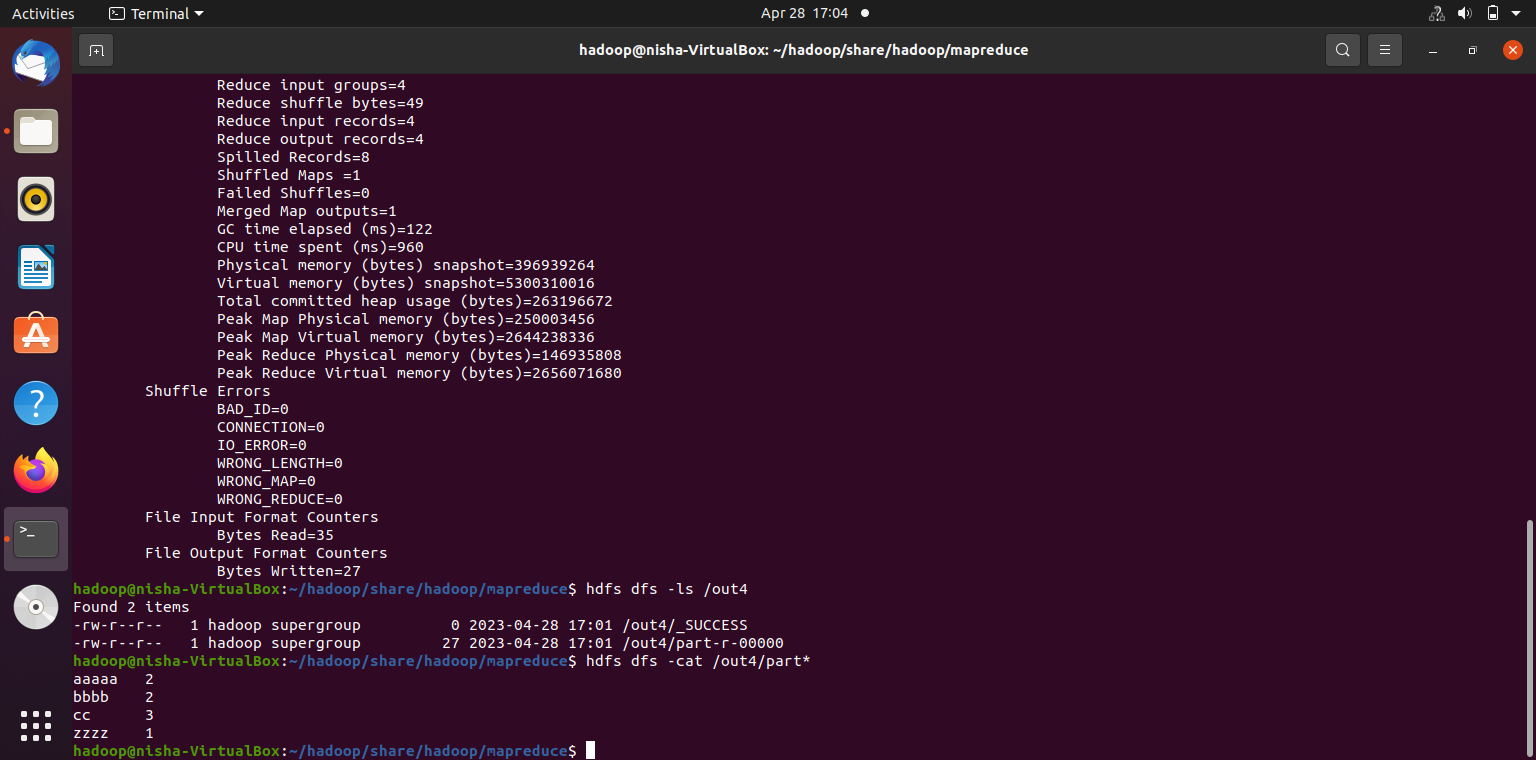 Activities Terminal Apr 28 17:04
hadoop@nisha-VirtualBox: ~/hadoop/share/hadoop/mapreduce
Reduce input groups=4
Reduce shuffle bytes=49
Reduce input records=4
Reduce output records=4
Spilled Records=8
Shuffled Maps =1
Failed Shuffles=0
Merged Map outputs=1
GC time elapsed (ms)=122
CPU time spent (ms)=960
Physical memory (bytes) snapshot=396939264
Virtual memory (bytes) snapshot=5300310016
Total committed heap usage (bytes)=263196672
Peak Map Physical memory (bytes)=250003456
Peak Map Virtual memory (bytes)=2644238336
Peak Reduce Physical memory (bytes)=146935808
Peak Reduce Virtual memory (bytes)=2656071680
Shuffle Errors
BAD_ID=0
CONNECTION=0
IO_ERROR=0
WRONG_LENGTH=0
WRONG_MAP=0
WRONG_REDUCE=0
File Input Format Counters
Bytes Read=35
File Output Format Counters
Bytes Written=27
hadoop@nisha-VirtualBox:~/hadoop/share/hadoop/mapreduce$ hdfs dfs -ls /out4
Found 2 items
-rw-r--r--   1 hadoop supergroup          0 2023-04-28 17:01 /out4/_SUCCESS
-rw-r--r--   1 hadoop supergroup         27 2023-04-28 17:01 /out4/part-r-00000
hadoop@nisha-VirtualBox:~/hadoop/share/hadoop/mapreduce$ hdfs dfs -cat /out4/part*
aaaaa   2
bbbb    2
cc      3
zzzz    1
hadoop@nisha-VirtualBox:~/hadoop/share/hadoop/mapreduce$